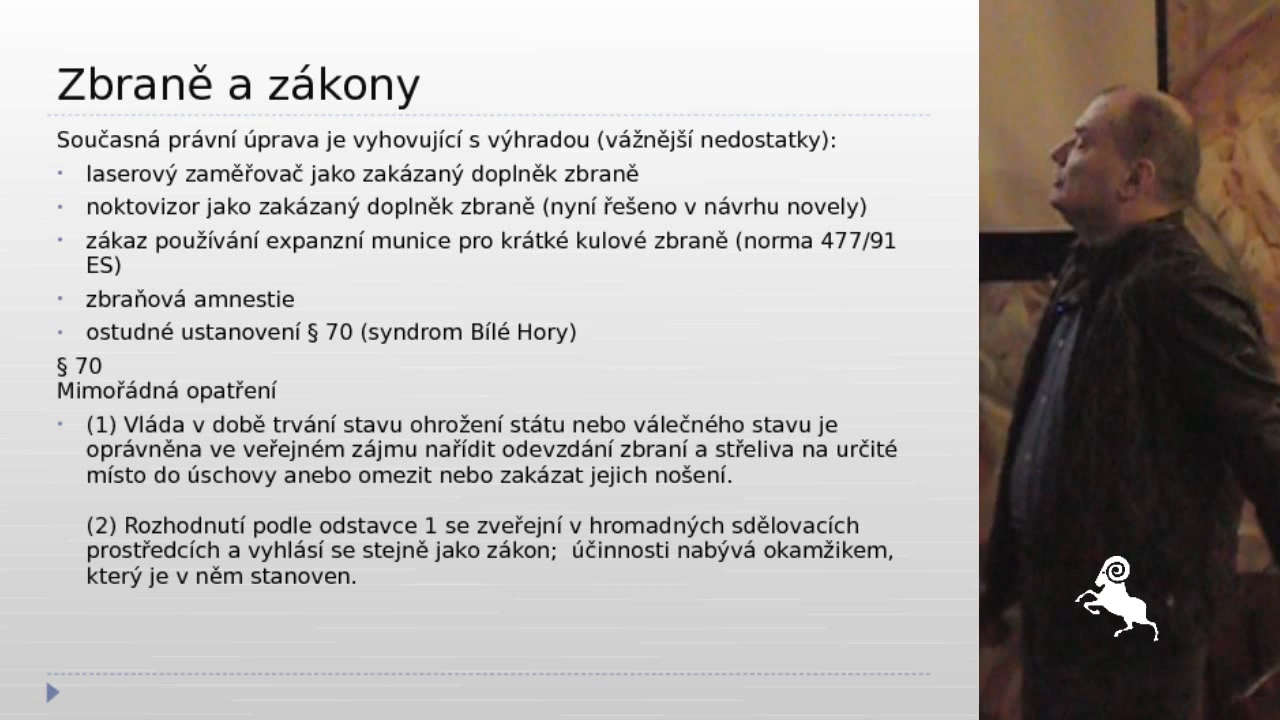 Zbraně a zákony
Současná právní úprava je vyhovující s výhradou (vážnější nedostatky):
laserový zaměřovač jako zakázaný doplněk zbraně
noktovizor jako zakázaný doplněk zbraně (nyní řešeno v návrhu novely)
zákaz používání expanzní munice pro krátké kulové zbraně (norma 477/91
ES)
zbraňová amnestie
ostudné ustanovení § 70 (syndrom Bílé Hory)
§ 70
Mimořádná opatření
(1) Vláda v době trvání stavu ohrožení státu nebo válečného stavu je
oprávněna ve veřejném zájmu nařídit odevzdání zbraní a střeliva na určité
místo do úschovy anebo omezit nebo zakázat jejich nošení.
(2) Rozhodnutí podle odstavce 1 se zveřejní v hromadných sdělovacích
prostředcích a vyhlásí se stejně jako zákon;  účinnosti nabývá okamžikem,
který je v něm stanoven.